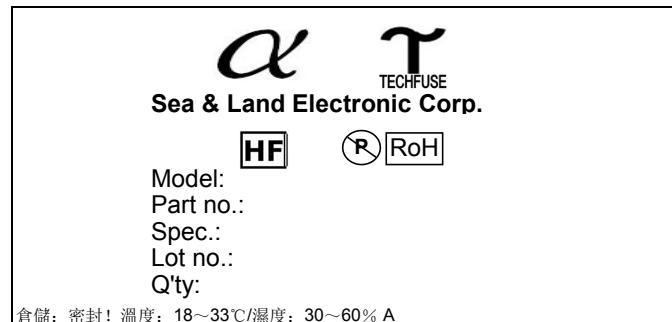 α
TECHFUSE
Sea & Land Electronic Corp.
HF P RoH
Model:
Part no.:
Spec.:
Lot no.:
Q'ty:
倉儲：密封！溫度：18～33℃/濕度：30～60% A